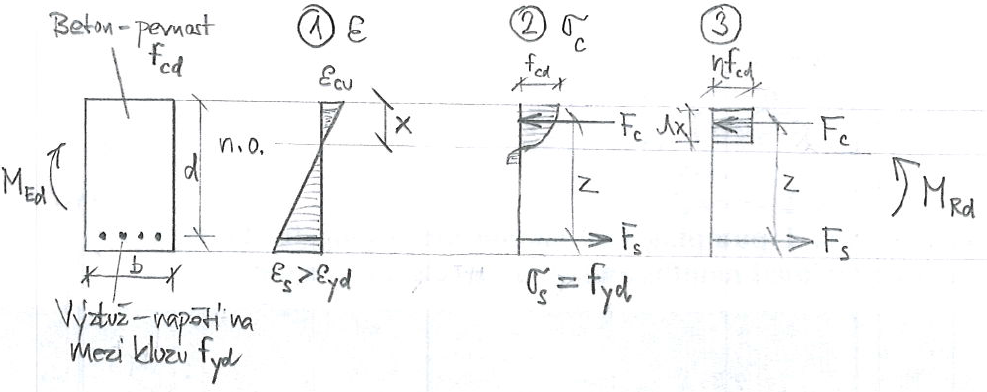 Beton-pevnost
fcd
① ε
② σc
③
εcu
fcd
ηfcd
x
n.o.
d
MEd
Fc
z
λx
Fc
z
MRd
Fs
Fs
b
εs > εyd
σs = fyd
Výztuž - napětí na
mezi kluzu fyd